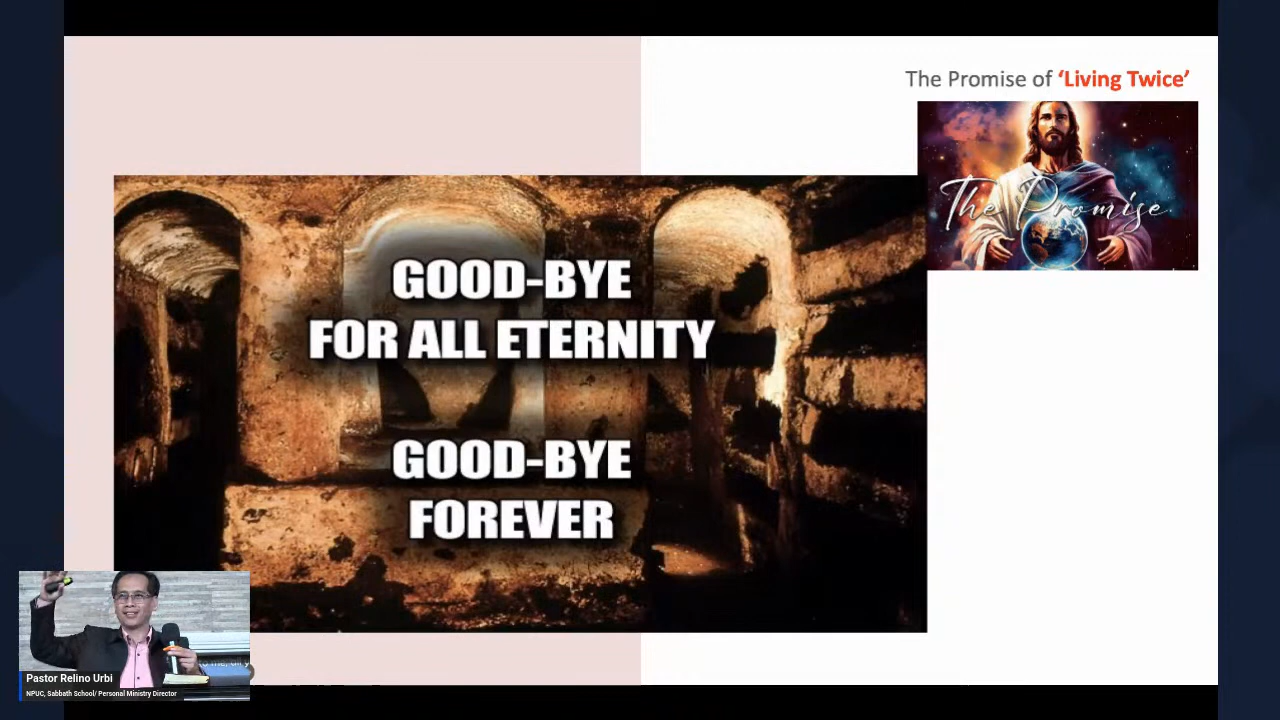 The Promise of ‘Living Twice’
The Promise
GOOD-BYE
FOR ALL ETERNITY
GOOD-BYE
FOREVER
Pastor Relino Urbi
NPUC, Sabbath School/ Personal Ministry Director